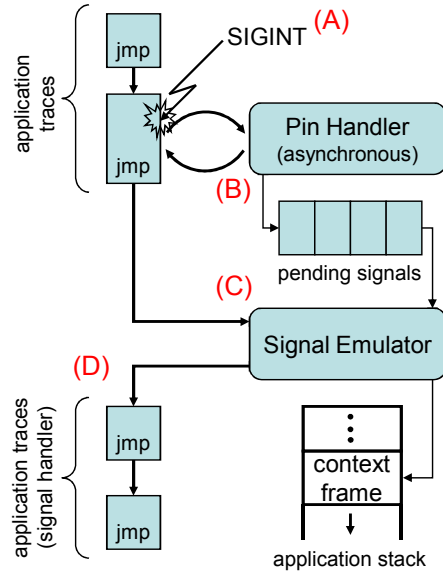 (A)
SIGINT
jmp
application
traces
jmp
Pin Handler
(asynchronous)
(B)
pending signals
(C)
Signal Emulator
(D)
application traces
(signal handler)
jmp
jmp
context
frame
application stack